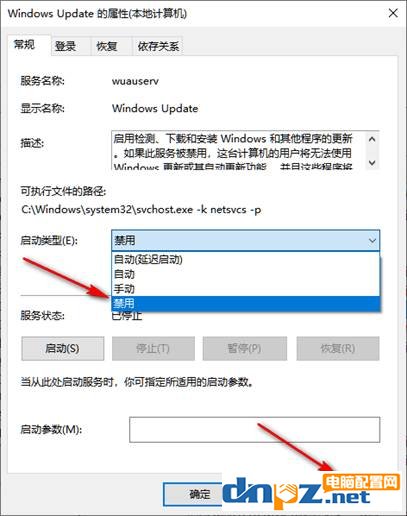 Windows Update 的属性(本地计算机)
常规 登录 恢复 依存关系
服务名称: wuauserv
显示名称: Windows Update
描述: 启用检测、下载和安装 Windows 和其他程序的更新
。如果此服务被禁用，这台计算机的用户将无法使用
Windows 更新或其自动更新功能，并且这些程序将
可执行文件的路径:
C:\Windows\system32\svchost.exe -k netsvcs -p
启动类型(E): 禁用
自动(延迟启动)
自动
手动
禁用
服务状态: 已停止
启动(S) 停止(T) 暂停(P) 恢复(R)
当从此处启动服务时，你可指定所适用的启动参数。
启动参数(M):
确定
电脑配置网
dnpz.net